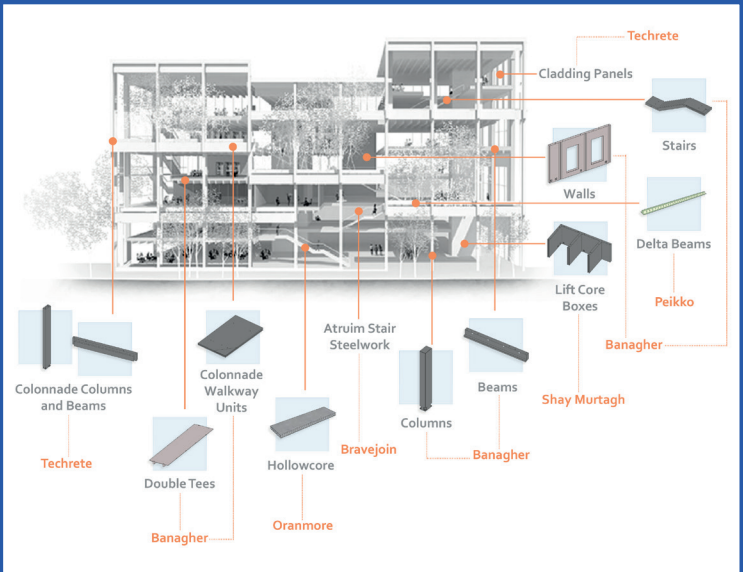 Techrete
Cladding Panels
Stairs
Walls
Delta Beams
Peikko
Lift Core
Boxes
Banagher
Shay Murtagh
Colonnade Columns
and Beams
Techrete
Colonnade
Walkway
Units
Double Tees
Banagher
Atruim Stair
Steelwork
Bravejoin
Hollowcore
Oranmore
Columns
Beams
Banagher